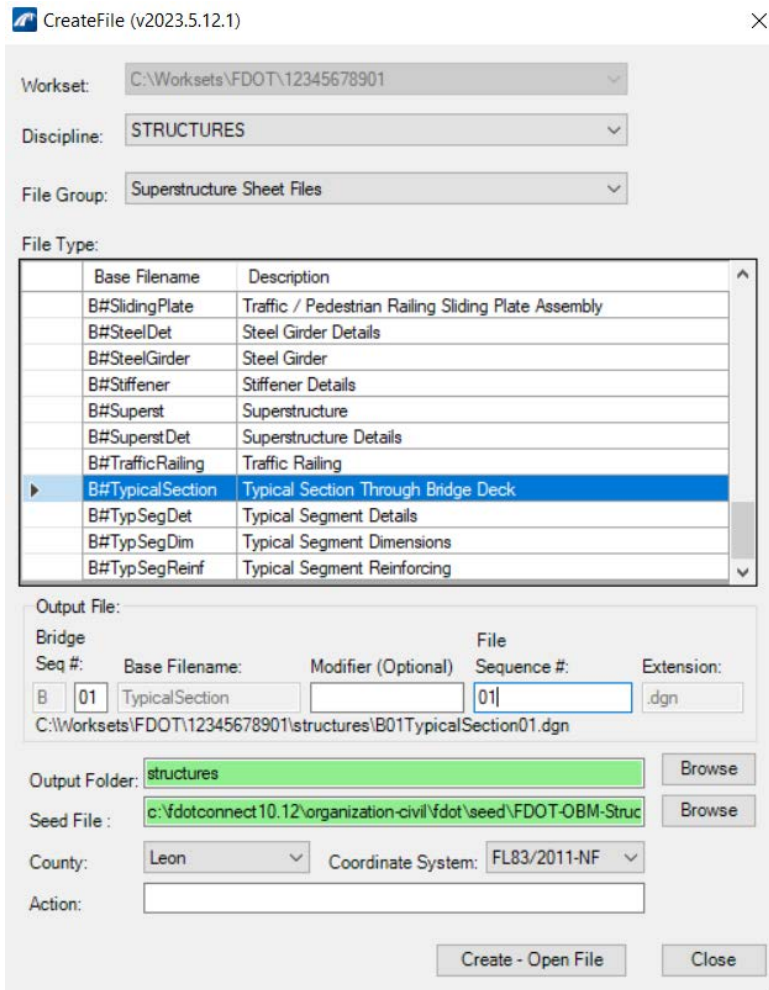 CreateFile (v2023.5.12.1)
Workset: C:\Worksets\FDOT\12345678901
Discipline: STRUCTURES
File Group: Superstructure Sheet Files
File Type:
Base Filename Description
B#SlidingPlate Traffic / Pedestrian Railing Sliding Plate Assembly
B#SteelDet Steel Girder Details
B#SteelGirder Steel Girder
B#Stiffener Stiffener Details
B#Superst Superstructure
B#SuperstDet Superstructure Details
B#TrafficRailing Traffic Railing
B#TypicalSection Typical Section Through Bridge Deck
B#TypSegDet Typical Segment Details
B#TypSegDim Typical Segment Dimensions
B#TypSegReinf Typical Segment Reinforcing
Output File:
Bridge File
Seq #: Base Filename: Modifier (Optional) Sequence #: Extension:
B 01 TypicalSection 01 .dgn
C:\Worksets\FDOT\12345678901\structures\B01TypicalSection01.dgn
Output Folder: structures Browse
Seed File : c:\fdotconnect10.12\organization-civil\fdot\seed\FDOT-OBM-Struc Browse
County: Leon Coordinate System: FL83/2011-NF
Action:
Create - Open File Close